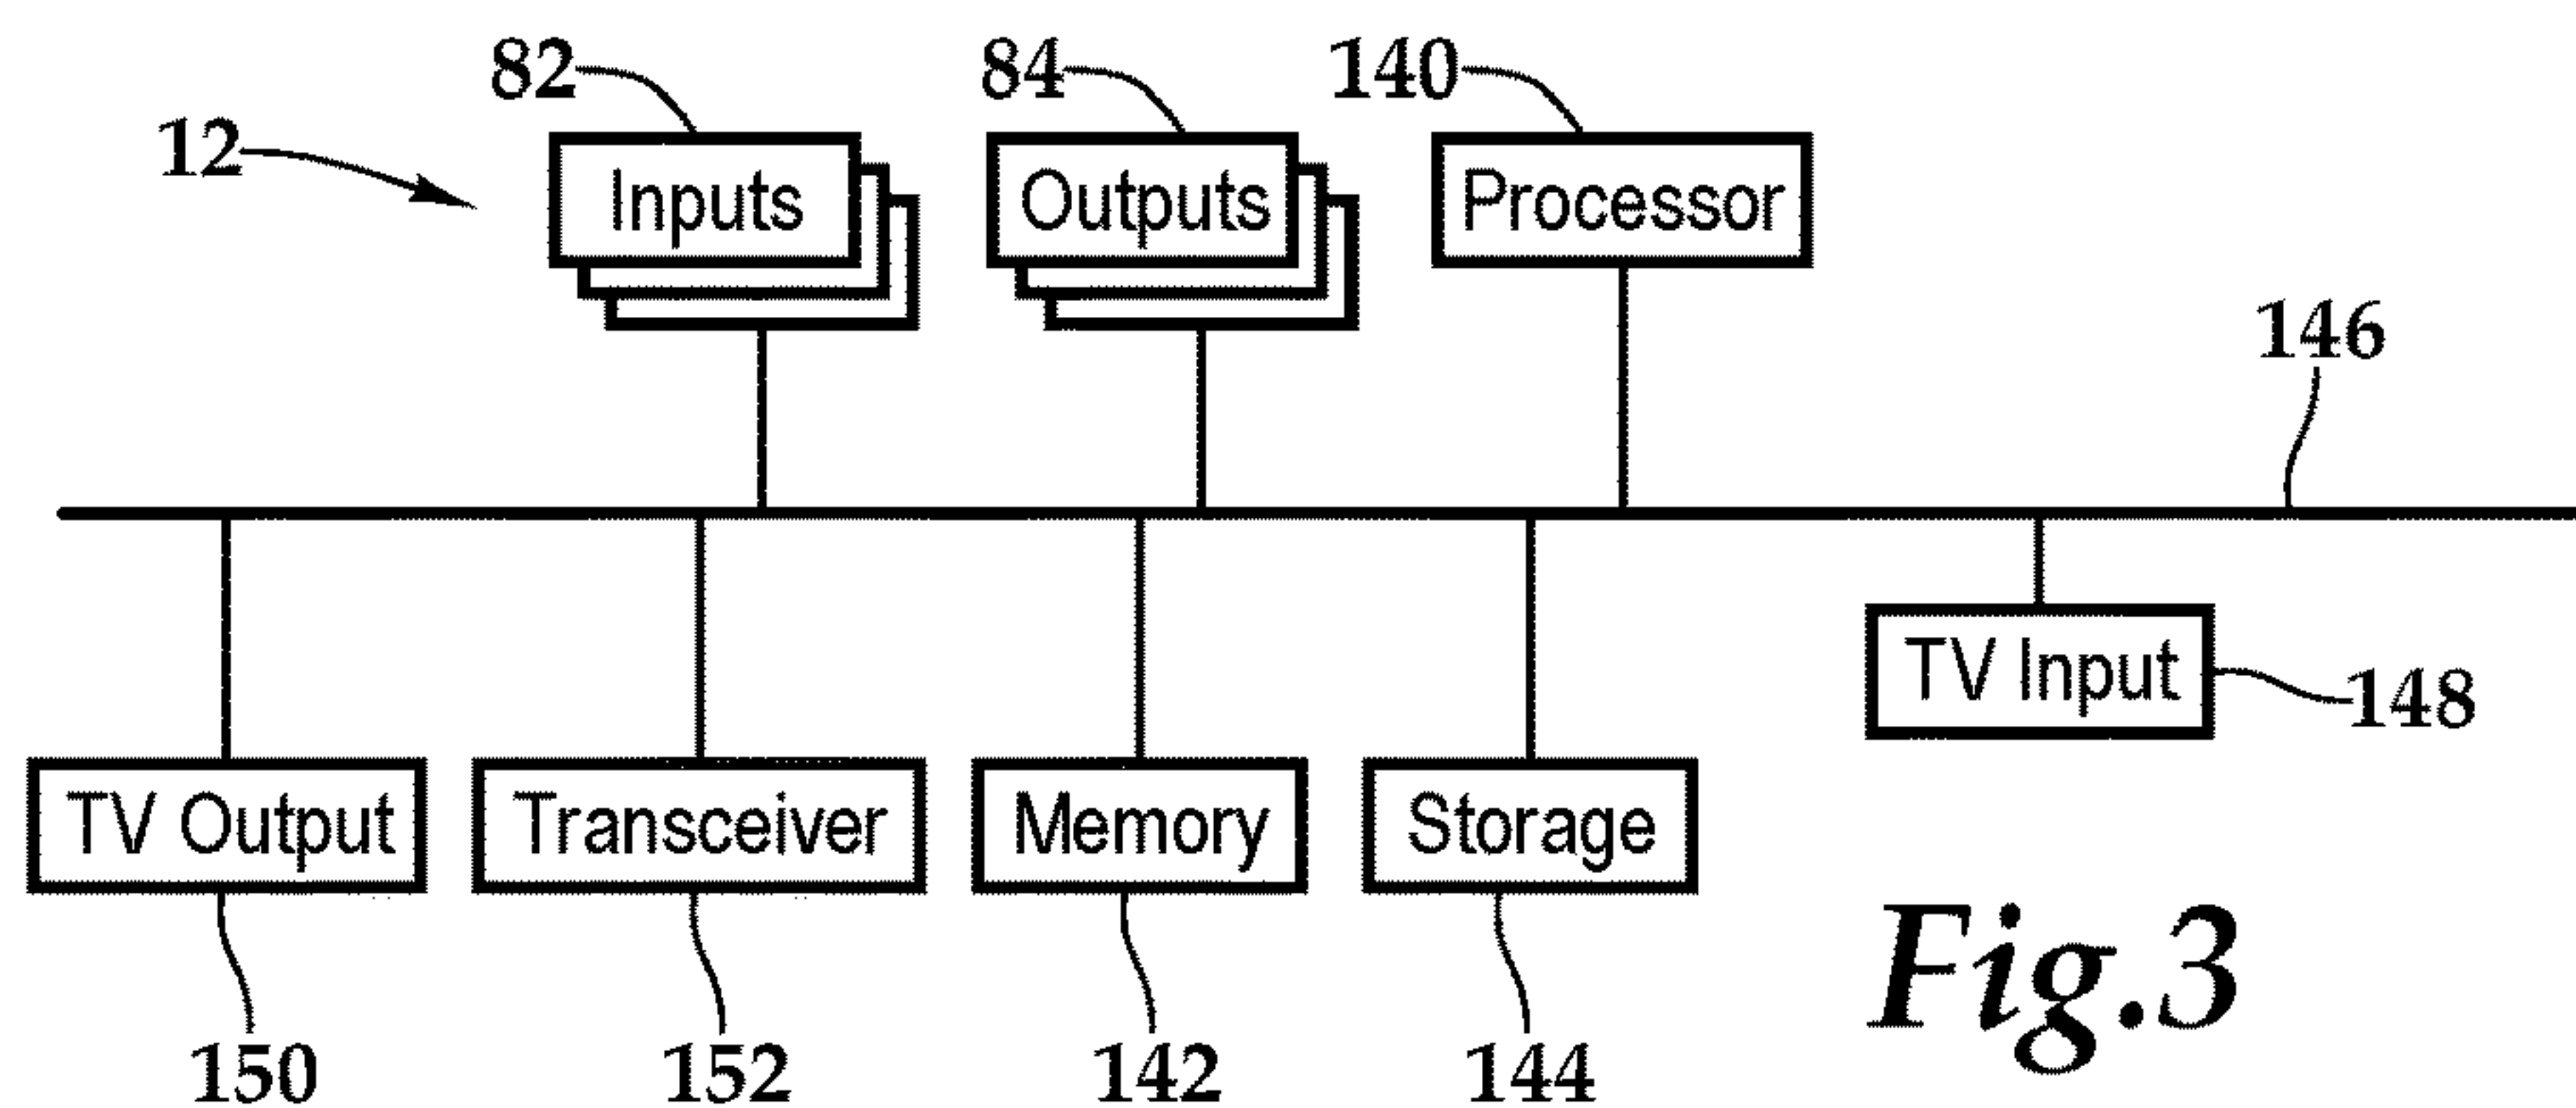 82
84
140
12
Inputs
Outputs
Processor
146
TV Input
148
TV Output
Transceiver
Memory
Storage
150
152
142
144
Fig.3